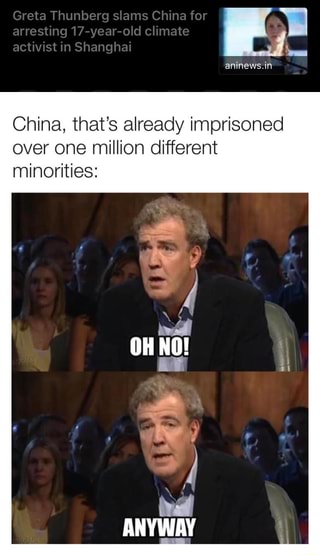 Greta Thunberg slams China for
arresting 17-year-old climate
activist in Shanghai
aninews.in
China, that's already imprisoned
over one million different
minorities:
OH NO!
ANYWAY